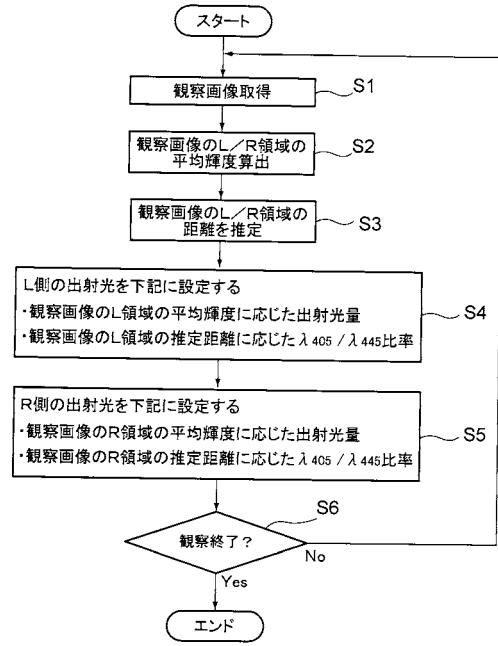 スタート
観察画像取得
S1
観察画像のL／R領域の
平均輝度算出
S2
観察画像のL／R領域の
距離を推定
S3
L側の出射光を下記に設定する
・観察画像のL領域の平均輝度に応じた出射光量
・観察画像のL領域の推定距離に応じたλ405／λ445比率
S4
R側の出射光を下記に設定する
・観察画像のR領域の平均輝度に応じた出射光量
・観察画像のR領域の推定距離に応じたλ405／λ445比率
S5
S6
観察終了？
No
Yes
エンド